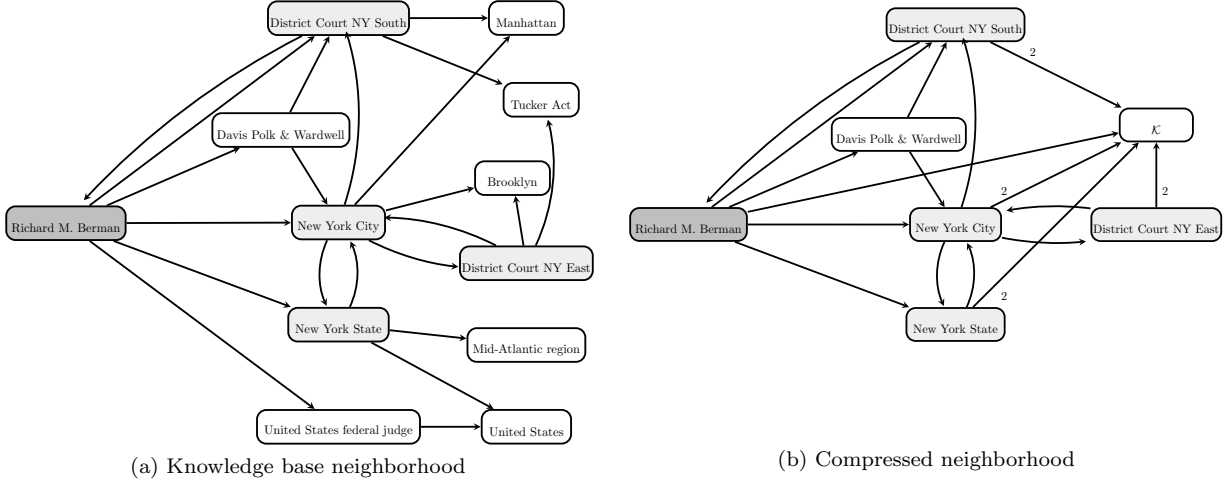 District Court NY South
Manhattan
Tucker Act
Davis Polk & Wardwell
Brooklyn
Richard M. Berman
New York City
District Court NY East
New York State
Mid-Atlantic region
United States federal judge
United States
(a) Knowledge base neighborhood
District Court NY South
2
𝒦
Davis Polk & Wardwell
2
2
Richard M. Berman
New York City
District Court NY East
2
New York State
(b) Compressed neighborhood